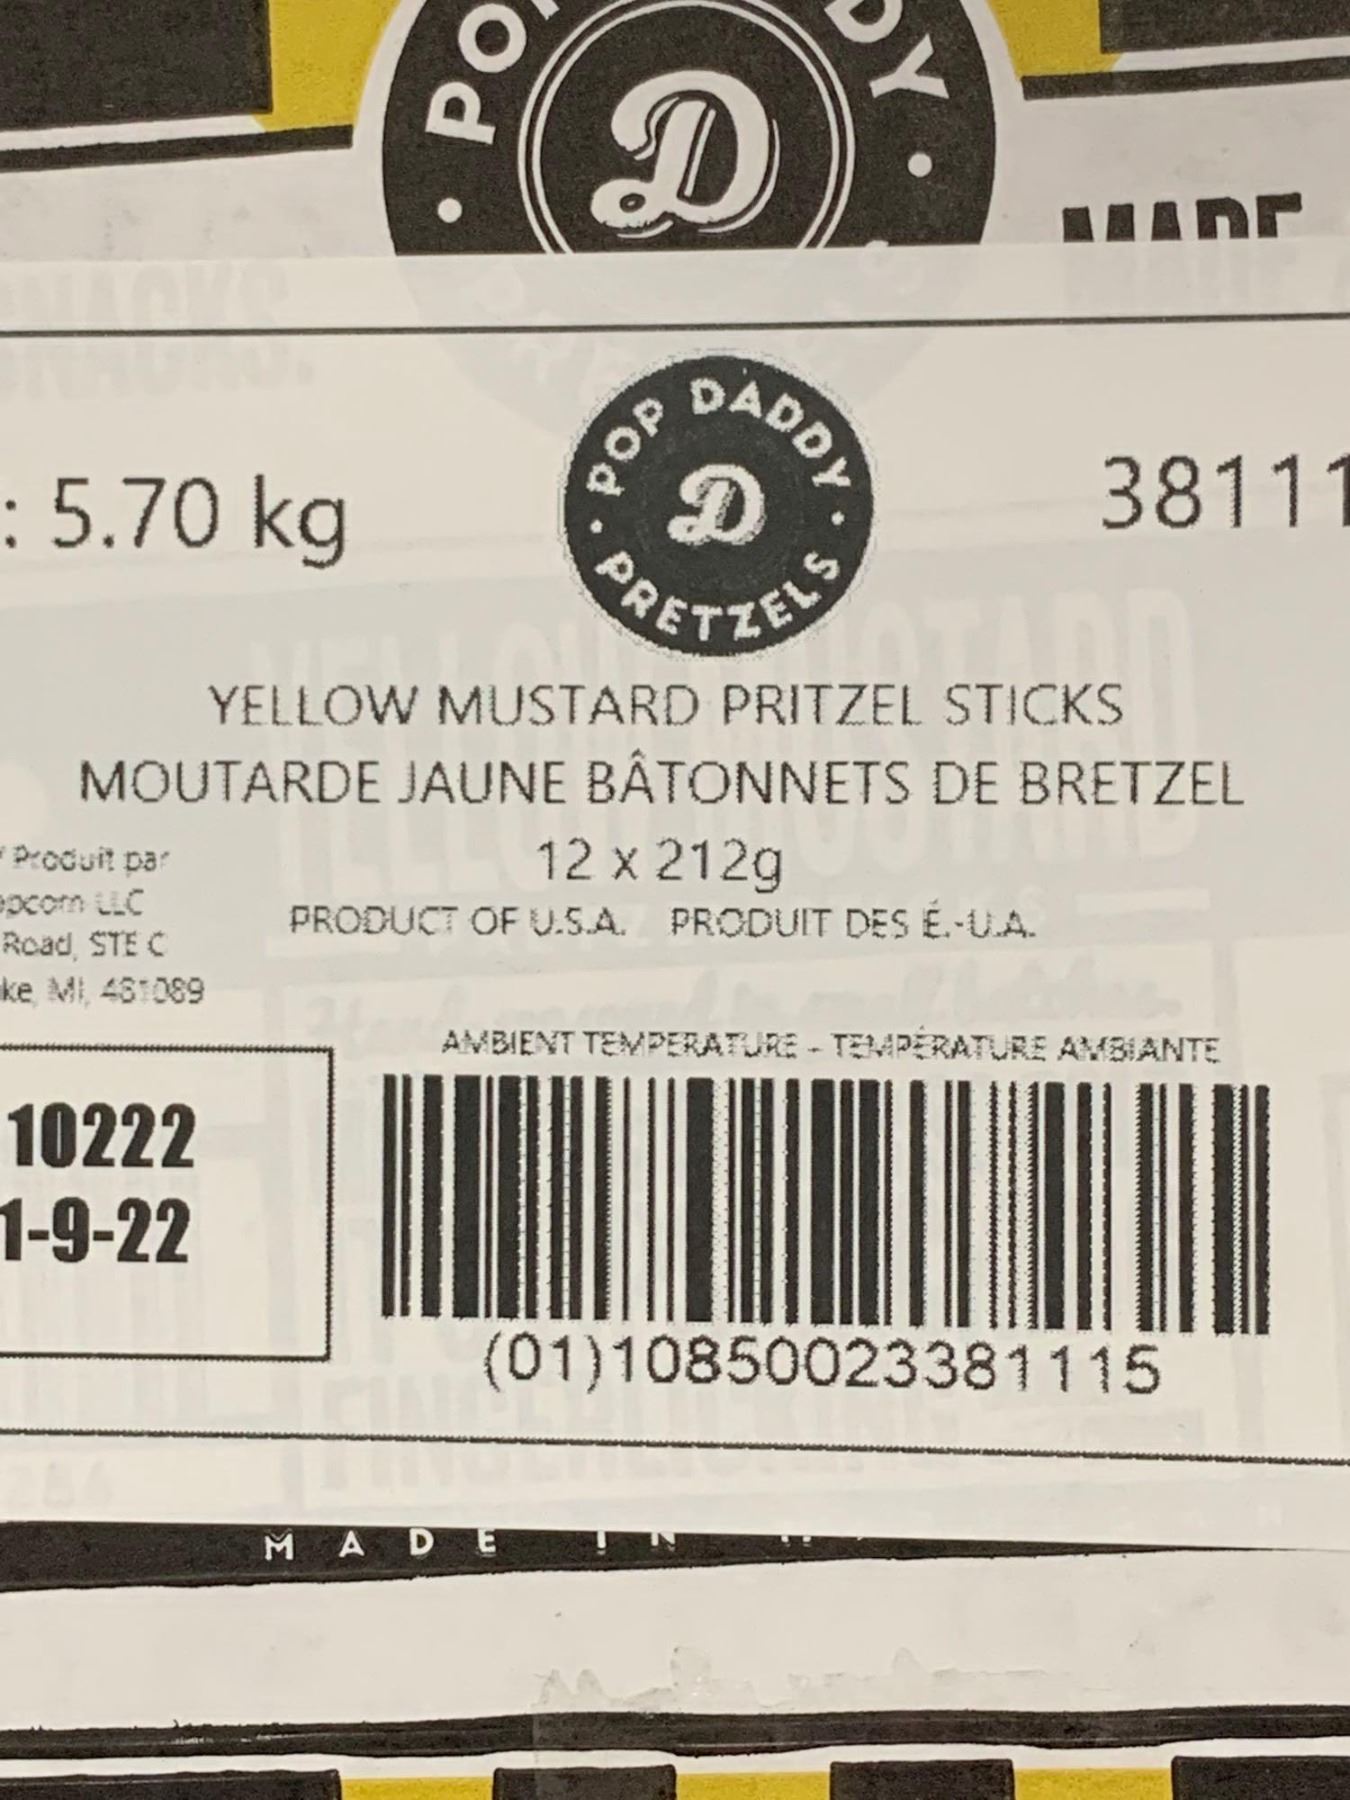 POP DADDY
D
MADE
SNACKS.
: 5.70 kg
POP DADDY
D
PRETZELS
38111
YELLOW MUSTARD PRITZEL STICKS
MOUTARDE JAUNE BÂTONNETS DE BRETZEL
12 x 212g
Produit par
LLC
Road, STE C
MI, 481089
PRODUCT OF U.S.A. PRODUIT DES É.-U.A.
AMBIENT TEMPERATURE - TEMPÉRATURE AMBIANTE
10222
1-9-22
(01)10850023381115
MADE IN